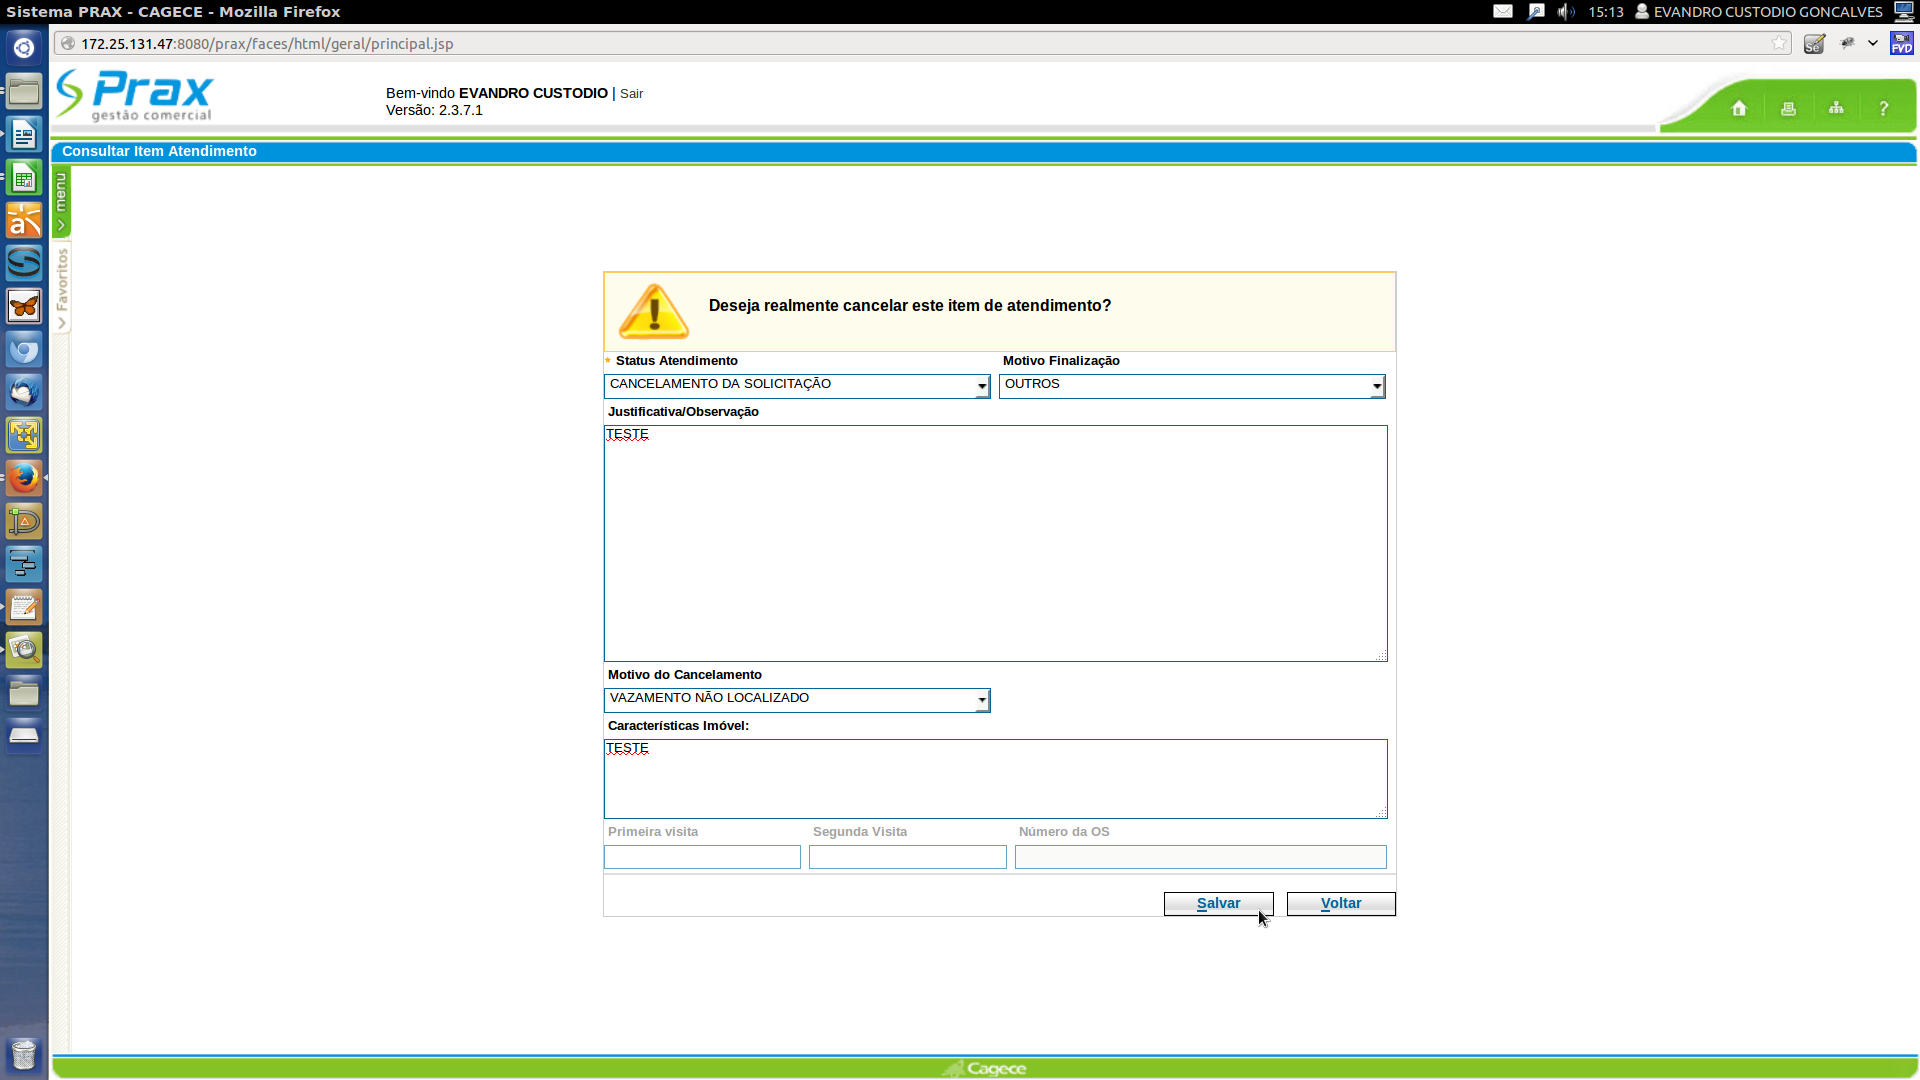 Sistema PRAX - CAGECE - Mozilla Firefox
15:13 EVANDRO CUSTODIO GONCALVES
172.25.131.47:8080/prax/faces/html/geral/principal.jsp
Se
FVD
Prax
gestão comercial
Bem-vindo EVANDRO CUSTODIO | Sair
Versão: 2.3.7.1
?
Consultar Item Atendimento
menu
Favoritos
Deseja realmente cancelar este item de atendimento?
* Status Atendimento
Motivo Finalização
CANCELAMENTO DA SOLICITAÇÃO
OUTROS
Justificativa/Observação
TESTE
Motivo do Cancelamento
VAZAMENTO NÃO LOCALIZADO
Características Imóvel:
TESTE
Primeira visita
Segunda Visita
Número da OS
Salvar
Voltar
Cagece